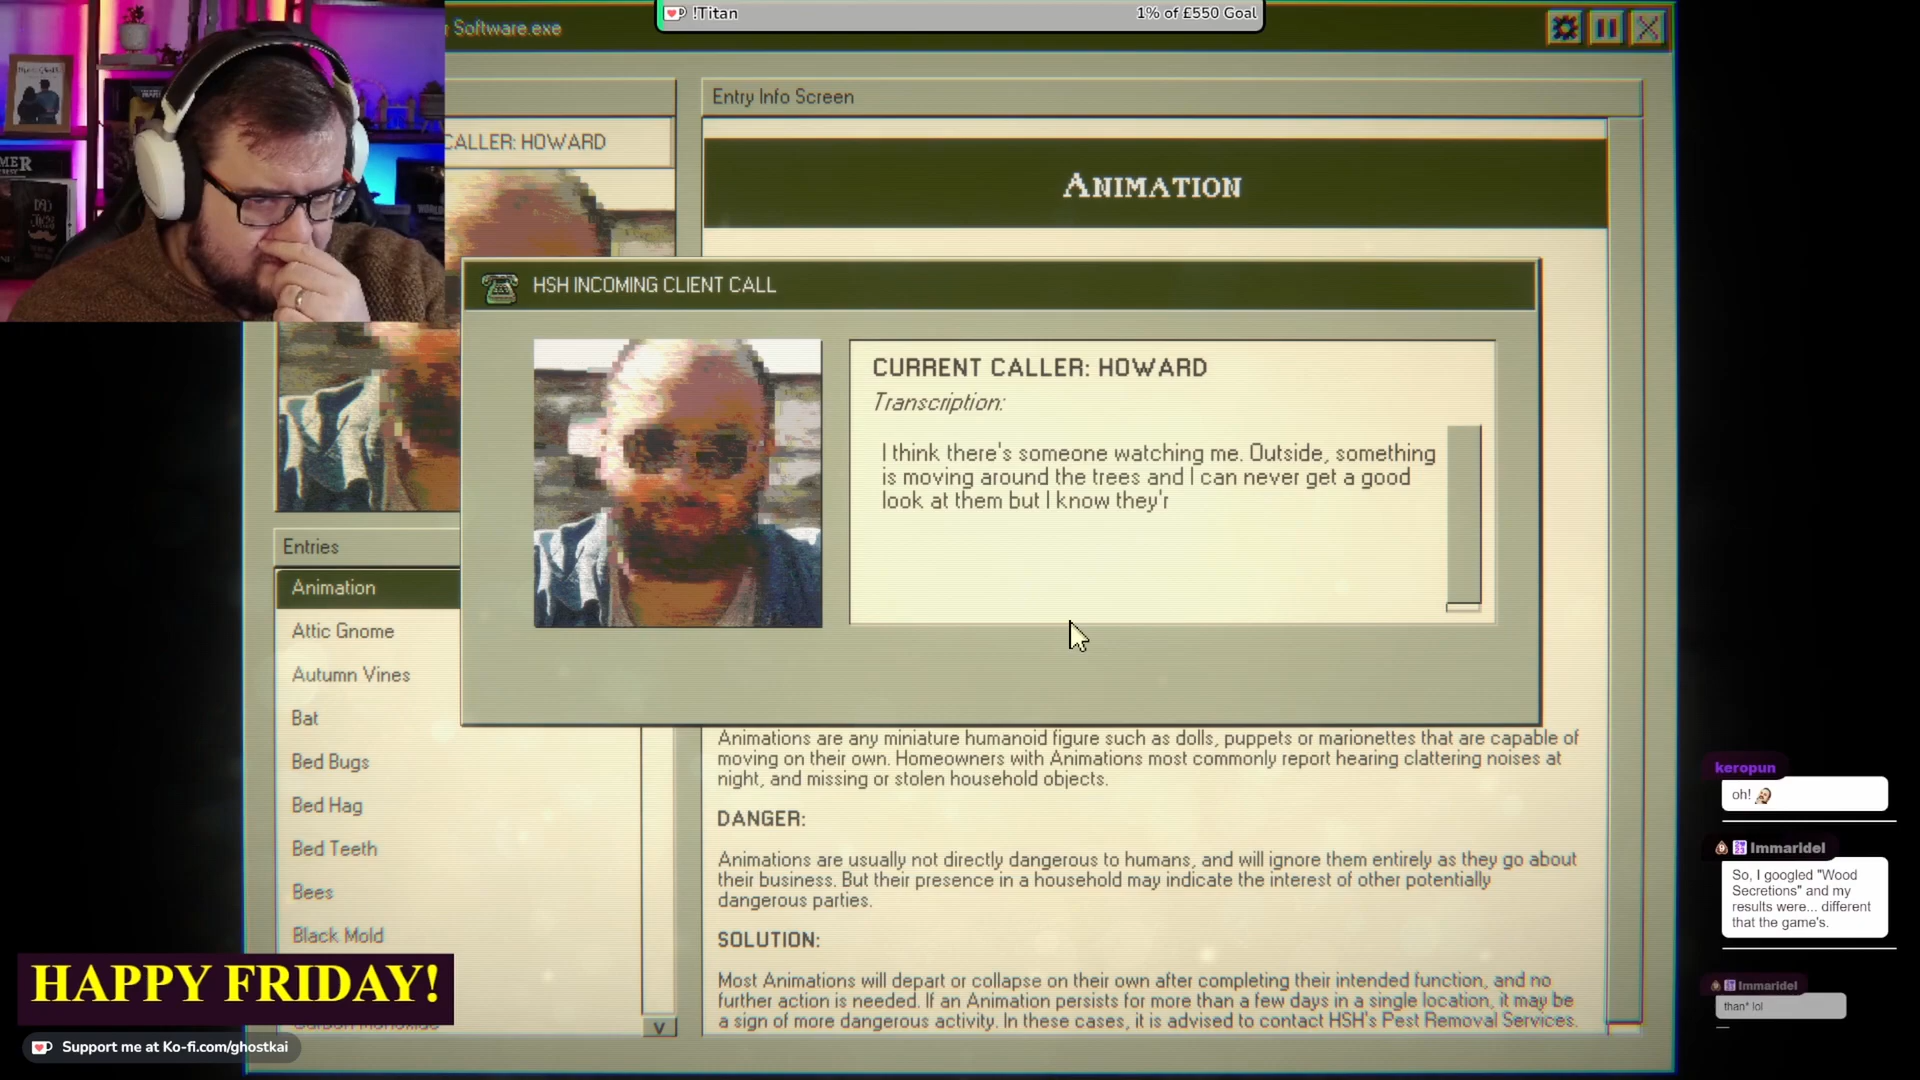 !Titan
1% of £550 Goal
Software.exe
Entry Info Screen
CALLER: HOWARD
ANIMATION
HSH INCOMING CLIENT CALL
CURRENT CALLER: HOWARD
Transcription:
I think there's someone watching me. Outside, something
is moving around the trees and I can never get a good
look at them but I know they'r
Entries
Animation
Attic Gnome
Autumn Vines
Bat
Bed Bugs
Bed Hag
Bed Teeth
Bees
Black Mold
Carbon Monoxide
Animations are any miniature humanoid figure such as dolls, puppets or marionettes that are capable of
moving on their own. Homeowners with Animations most commonly report hearing clattering noises at
night, and missing or stolen household objects.
DANGER:
Animations are usually not directly dangerous to humans, and will ignore them entirely as they go about
their business. But their presence in a household may indicate the interest of other potentially
dangerous parties.
SOLUTION:
Most Animations will depart or collapse on their own after completing their intended function, and no
further action is needed. If an Animation persists for more than a few days in a single location, it may be
a sign of more dangerous activity. In these cases, it is advised to contact HSH's Pest Removal Services.
keropun
oh!
Immaridel
So, I googled "Wood
Secretions" and my
results were... different
that the game's.
Immaridel
than* lol
HAPPY FRIDAY!
Support me at Ko-fi.com/ghostkai